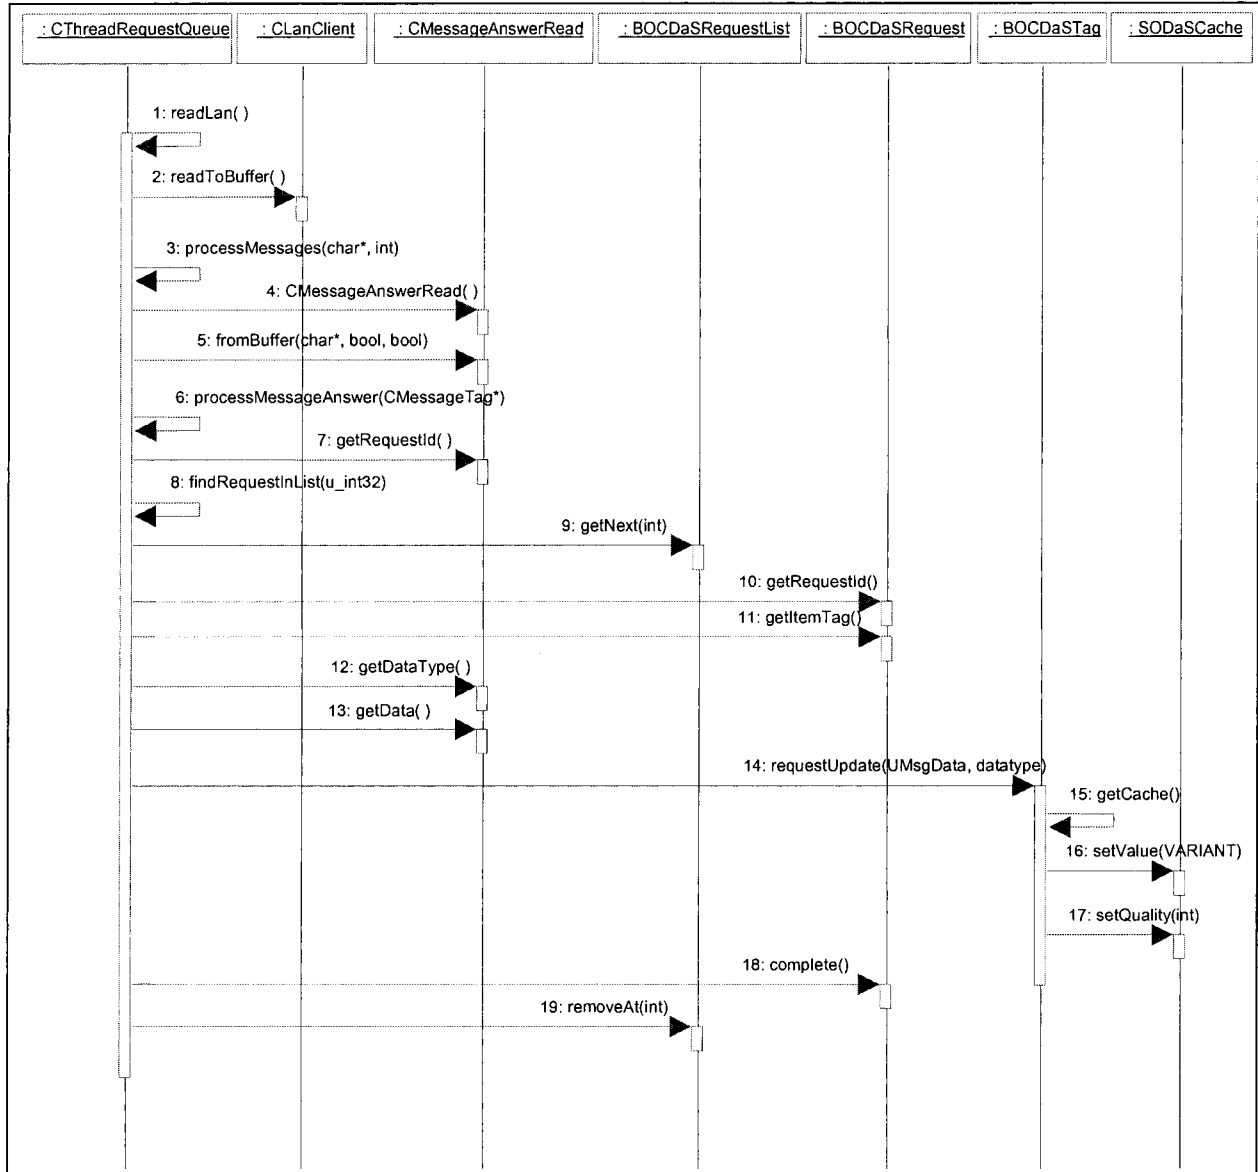 : CThreadRequestQueue
: CLanClient
: CMessageAnswerRead
: BOCDaSRequestList
: BOCDaSRequest
: BOCDaSTag
: SODaSCache
1: readLan( )
2: readToBuffer( )
3: processMessages(char*, int)
4: CMessageAnswerRead( )
5: fromBuffer(char*, bool, bool)
6: processMessageAnswer(CMessageTag*)
7: getRequestId( )
8: findRequestInList(u_int32)
9: getNext(int)
10: getRequestId()
11: getItemTag()
12: getDataType( )
13: getData( )
14: requestUpdate(UMsgData, datatype)
15: getCache()
16: setValue(VARIANT)
17: setQuality(int)
18: complete()
19: removeAt(int)